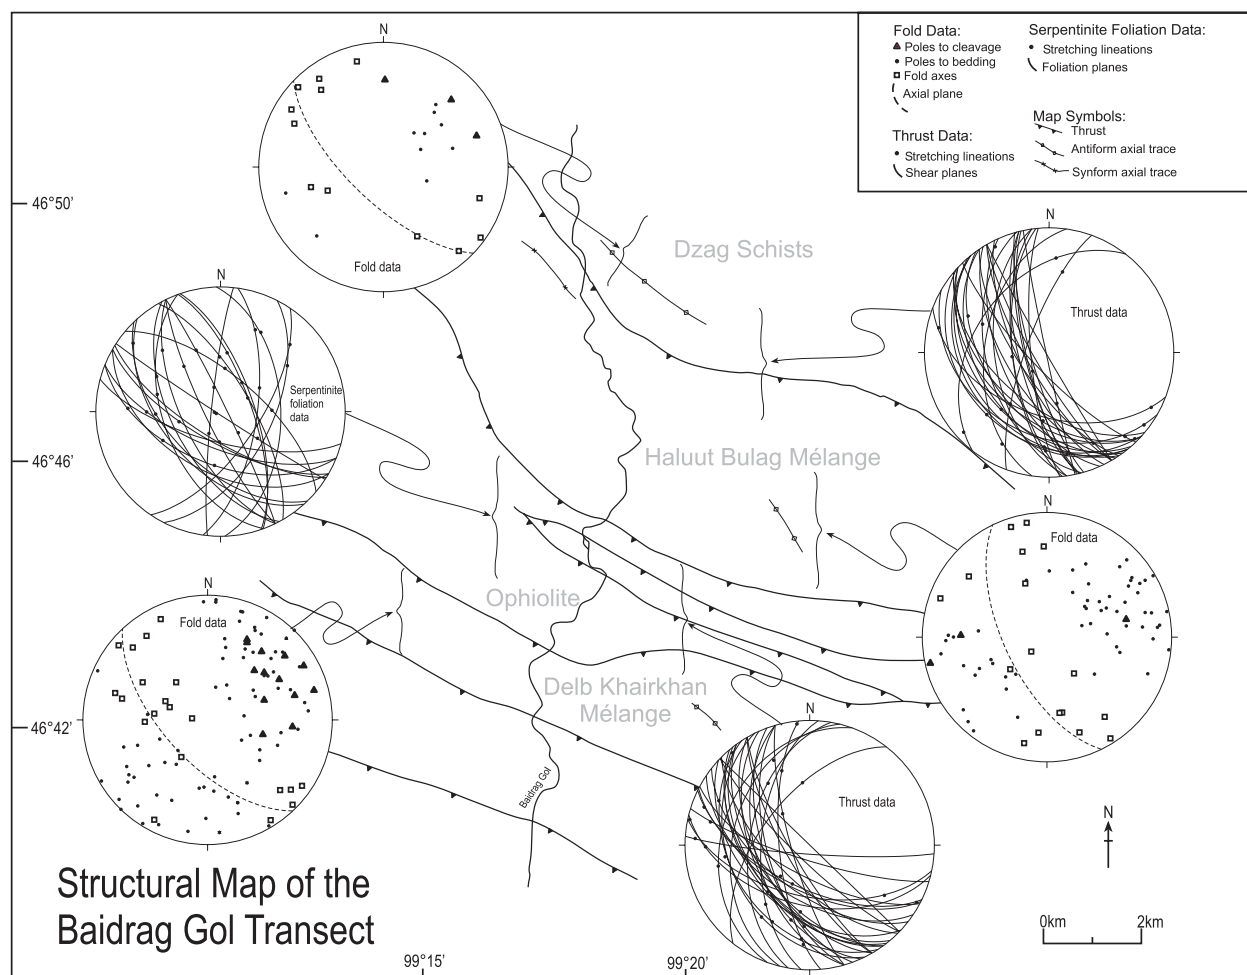 Fold Data:
Poles to cleavage
Poles to bedding
Fold axes
Axial plane
Thrust Data:
Stretching lineations
Shear planes
Serpentinite Foliation Data:
Stretching lineations
Foliation planes
Map Symbols:
Thrust
Antiform axial trace
Synform axial trace
N
Fold data
46°50’
Dzag Schists
N
Thrust data
N
Serpentinite
foliation
data
46°46’
Haluut Bulag Mélange
N
Fold data
Ophiolite
N
Fold data
Delb Khairkhan
Mélange
46°42’
N
Thrust data
Baidrag Gol
N
Structural Map of the
Baidrag Gol Transect
0km
2km
99°15’
99°20’